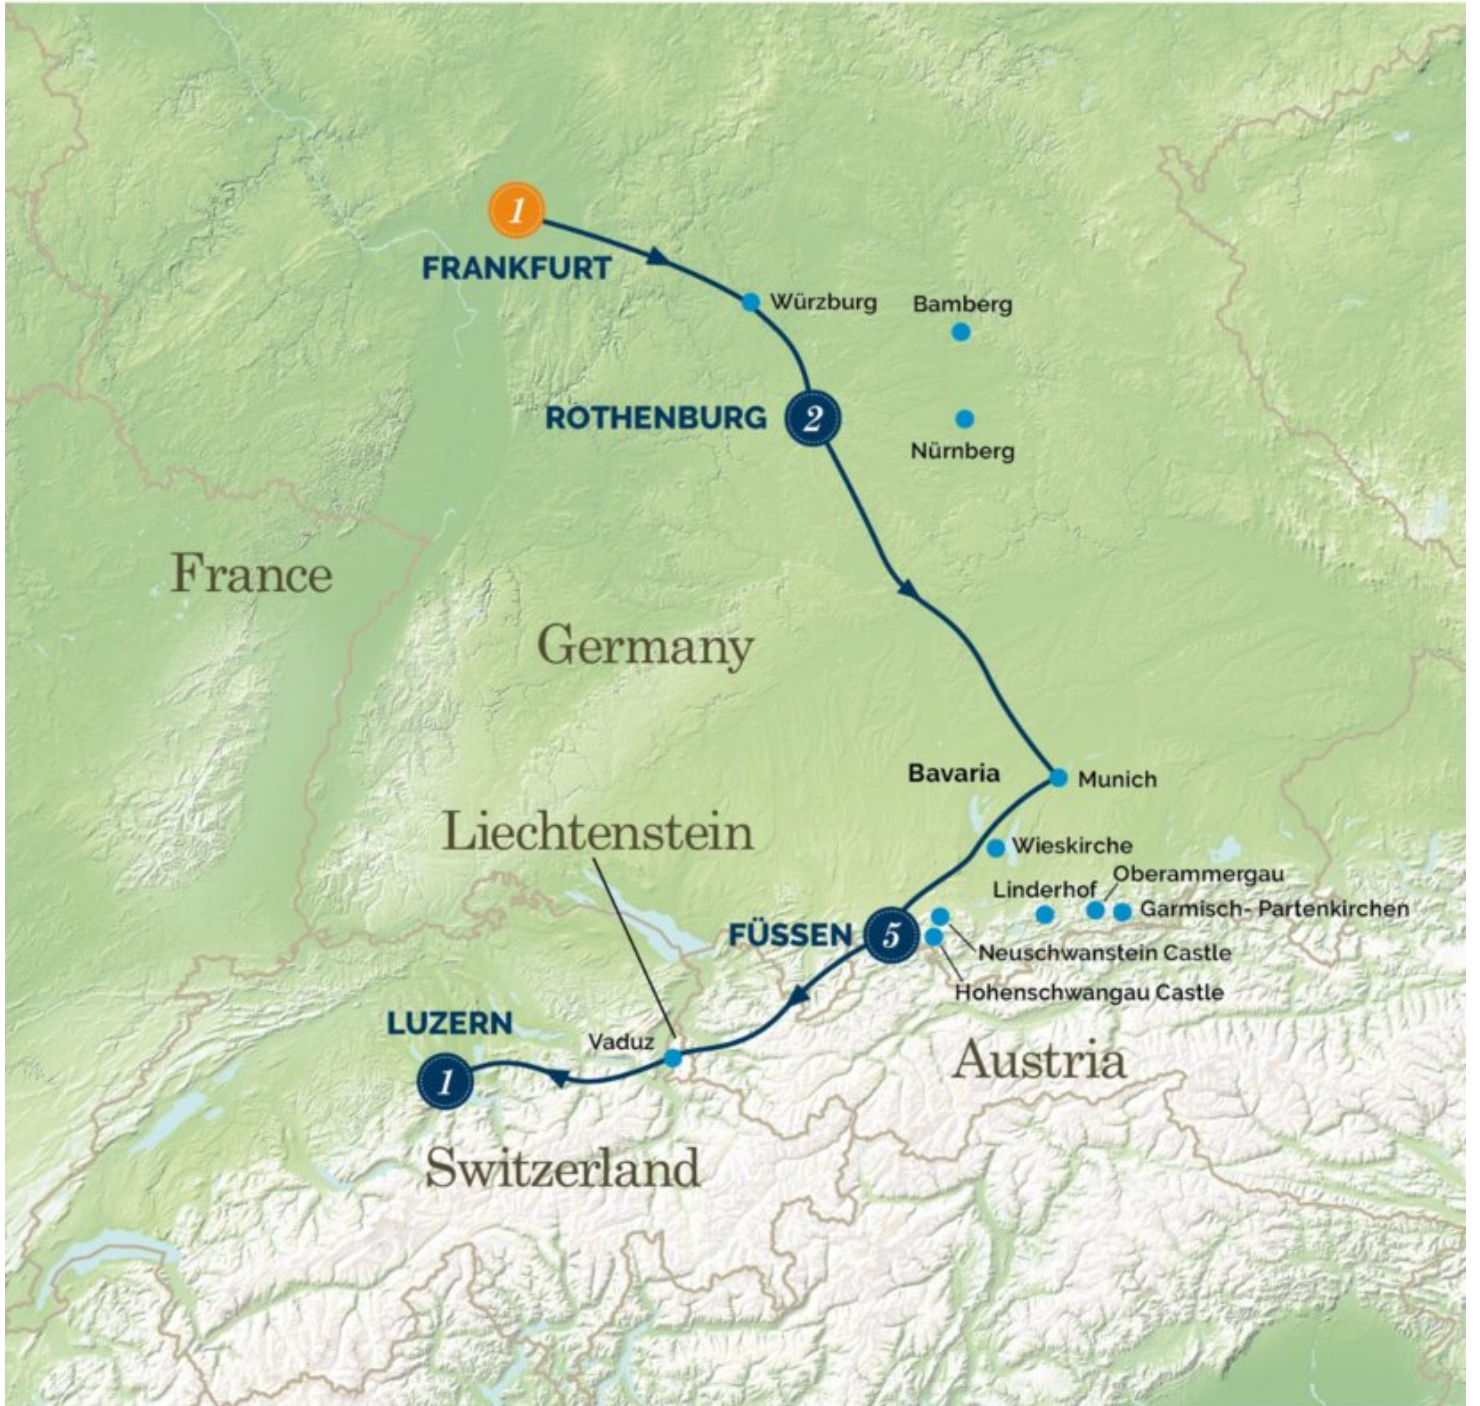 1
FRANKFURT
Würzburg
Bamberg
ROTHENBURG
2
Nürnberg
France
Germany
Bavaria
Munich
Liechtenstein
Wieskirche
Oberammergau
Linderhof
Garmisch- Partenkirchen
FÜSSEN
5
Neuschwanstein Castle
Hohenschwangau Castle
LUZERN
Vaduz
1
Austria
Switzerland